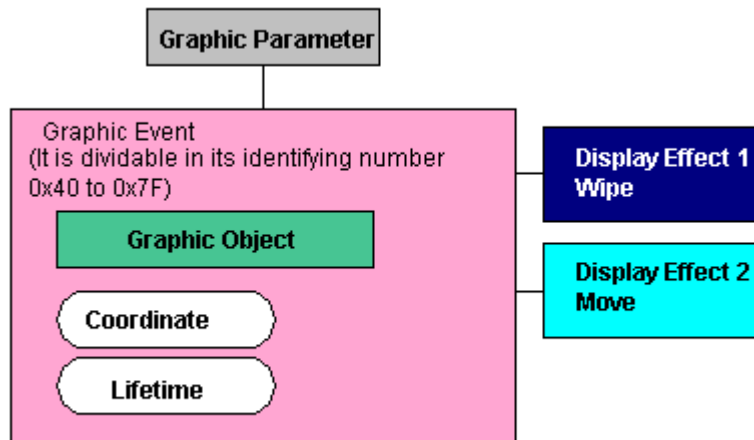 Graphic Parameter
Graphic Event
(It is dividable in its identifying number
0x40 to 0x7F)
Graphic Object
Coordinate
Lifetime
Display Effect 1
Wipe
Display Effect 2
Move